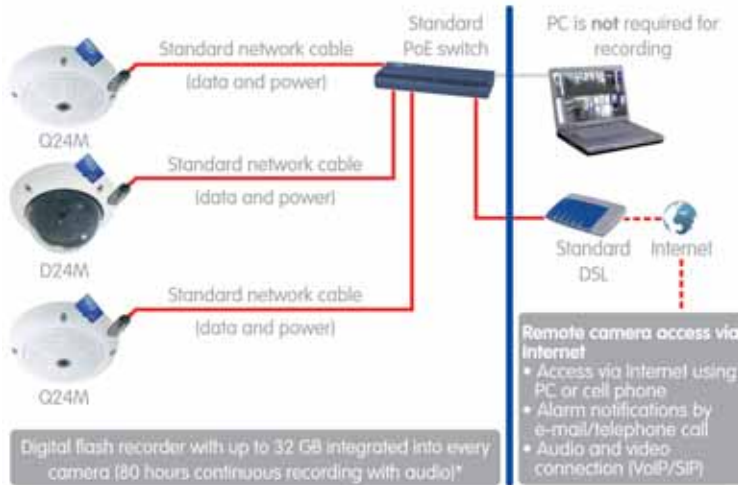 Standard network cable
(data and power)
Q24M
Standard network cable
(data and power)
D24M
Standard network cable
(data and power)
Q24M
Digital flash recorder with up to 32 GB integrated into every
camera (80 hours continuous recording with audio)*
Standard
PoE switch
PC is not required for
recording
Standard
DSL
Internet
Remote camera access via
Internet
• Access via Internet using
PC or cell phone
• Alarm notifications by
e-mail/telephone call
• Audio and video
connection (VoIP/SIP)